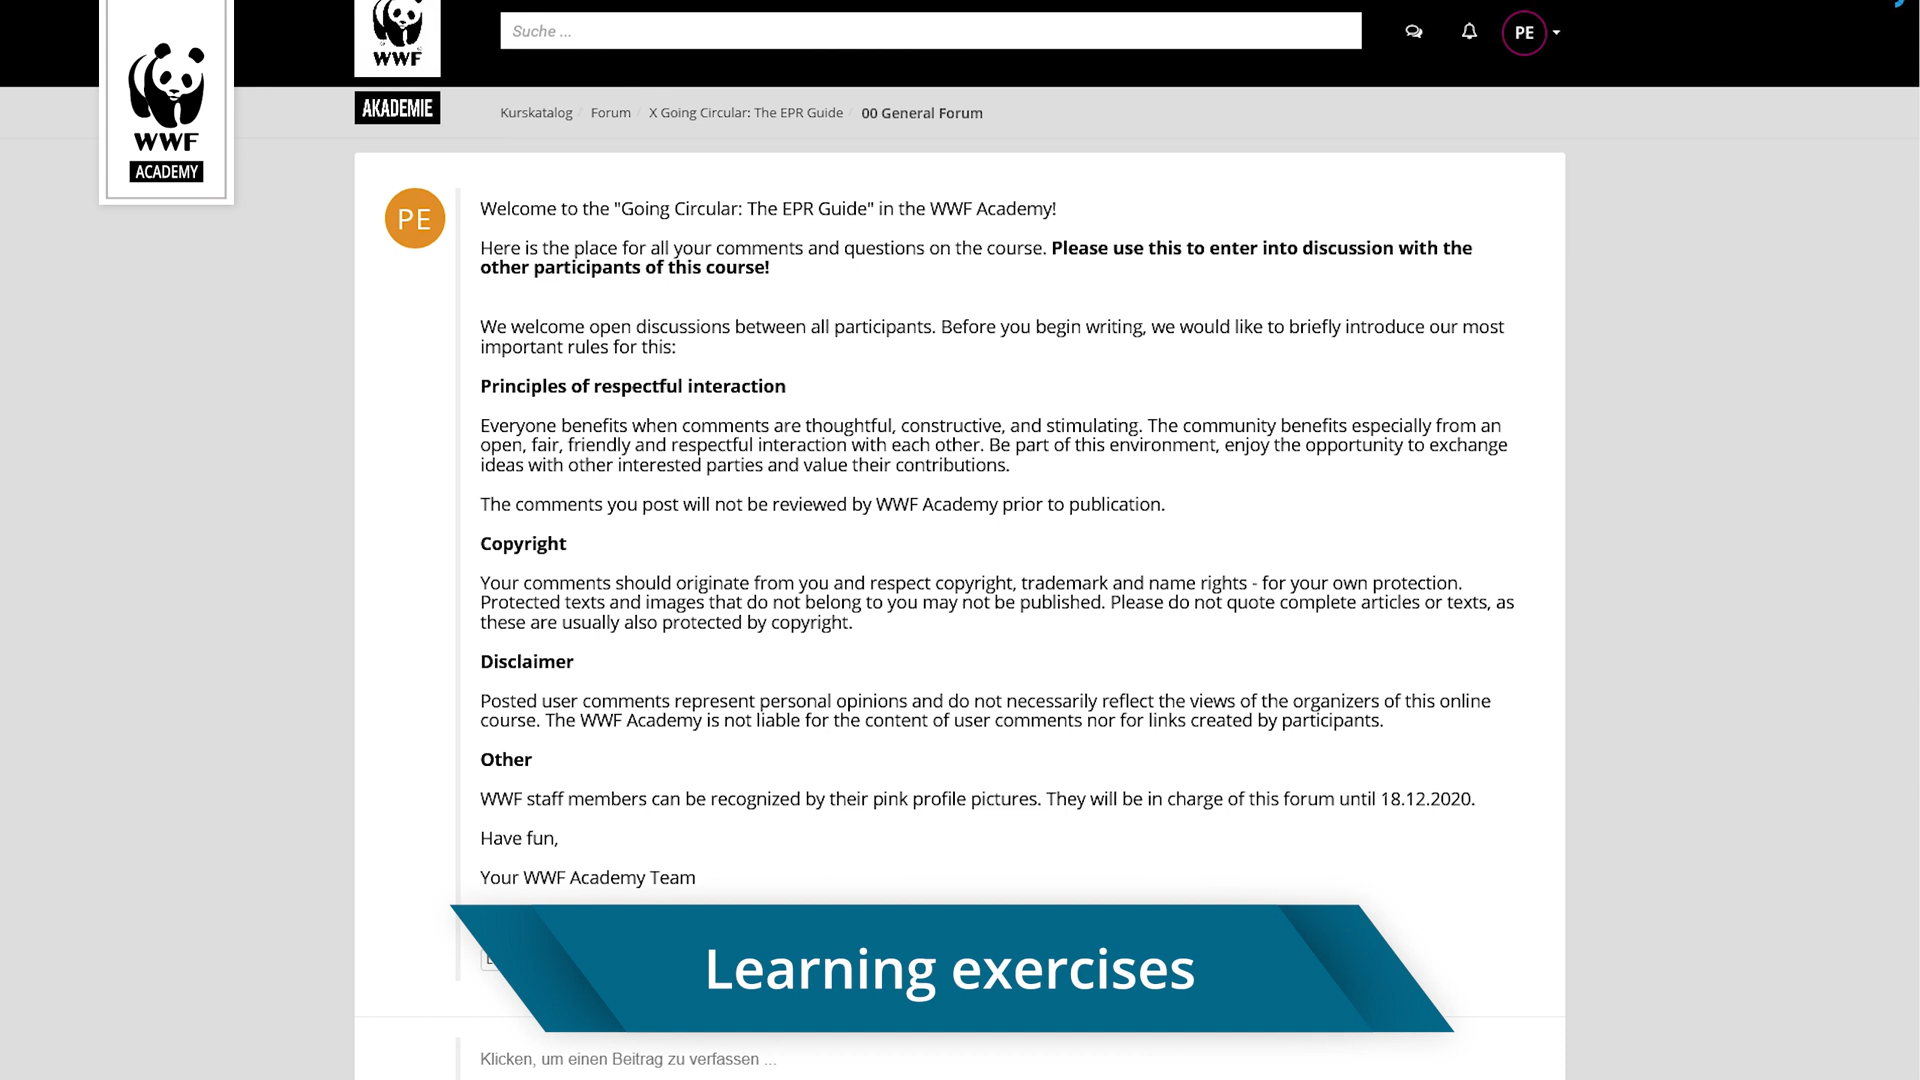 WWF
ACADEMY
WWF
AKADEMIE
Suche ...
PE
Kurskatalog / Forum / X Going Circular: The EPR Guide / 00 General Forum
PE
Welcome to the "Going Circular: The EPR Guide" in the WWF Academy!
Here is the place for all your comments and questions on the course. Please use this to enter into discussion with the
other participants of this course!
We welcome open discussions between all participants. Before you begin writing, we would like to briefly introduce our most
important rules for this:
Principles of respectful interaction
Everyone benefits when comments are thoughtful, constructive, and stimulating. The community benefits especially from an
open, fair, friendly and respectful interaction with each other. Be part of this environment, enjoy the opportunity to exchange
ideas with other interested parties and value their contributions.
The comments you post will not be reviewed by WWF Academy prior to publication.
Copyright
Your comments should originate from you and respect copyright, trademark and name rights - for your own protection.
Protected texts and images that do not belong to you may not be published. Please do not quote complete articles or texts, as
these are usually also protected by copyright.
Disclaimer
Posted user comments represent personal opinions and do not necessarily reflect the views of the organizers of this online
course. The WWF Academy is not liable for the content of user comments nor for links created by participants.
Other
WWF staff members can be recognized by their pink profile pictures. They will be in charge of this forum until 18.12.2020.
Have fun,
Your WWF Academy Team
Learning exercises
Klicken, um einen Beitrag zu verfassen ...